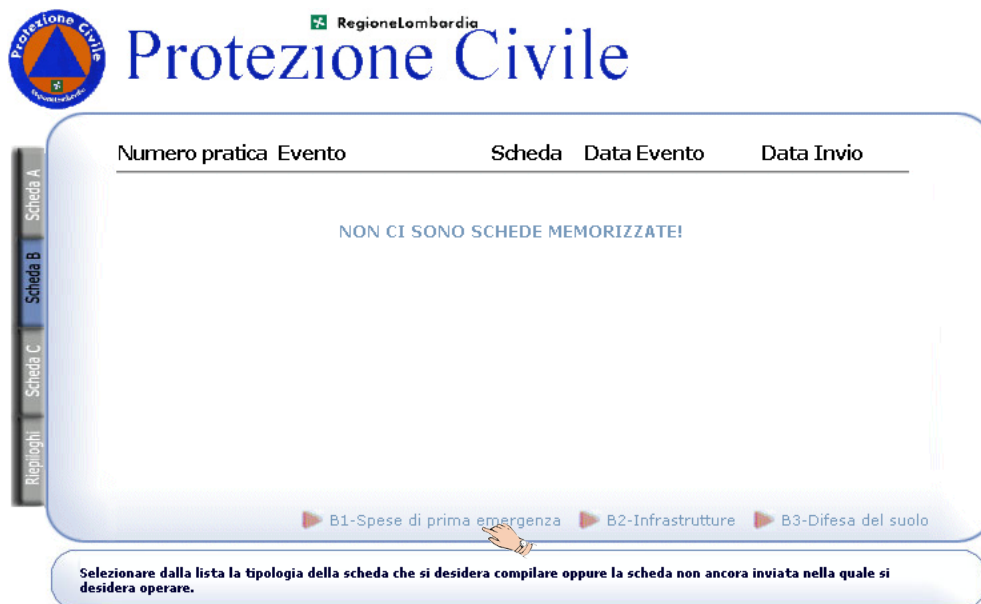 RegioneLombardia
Protezione Civile
Protezione Civile
RegioneLombardia
Numero pratica Evento Scheda Data Evento Data Invio
NON CI SONO SCHEDE MEMORIZZATE!
Scheda A
Scheda B
Scheda C
Riepiloghi
B1-Spese di prima emergenza B2-Infrastrutture B3-Difesa del suolo
Selezionare dalla lista la tipologia della scheda che si desidera compilare oppure la scheda non ancora inviata nella quale si
desidera operare.